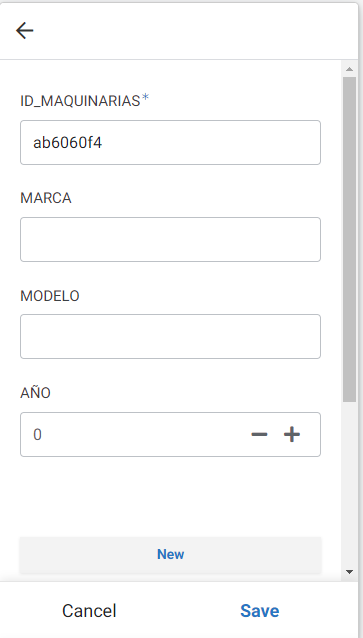 ID_MAQUINARIAS*
ab6060f4
MARCA
MODELO
AÑO
0
New
Cancel Save